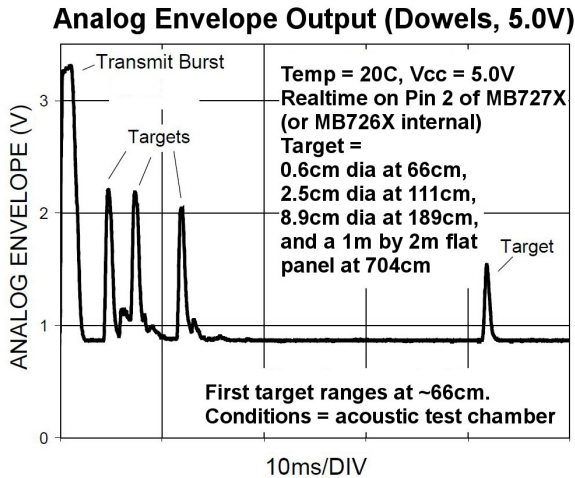 Analog Envelope Output (Dowels, 5.0V)
Transmit Burst
Temp = 20C, Vcc = 5.0V
Realtime on Pin 2 of MB727X
(or MB726X internal)
Target =
0.6cm dia at 66cm,
2.5cm dia at 111cm,
8.9cm dia at 189cm,
and a 1m by 2m flat
panel at 704cm
Targets
Target
ANALOG ENVELOPE (V)
3
2
1
0
First target ranges at ~66cm.
Conditions = acoustic test chamber
10ms/DIV